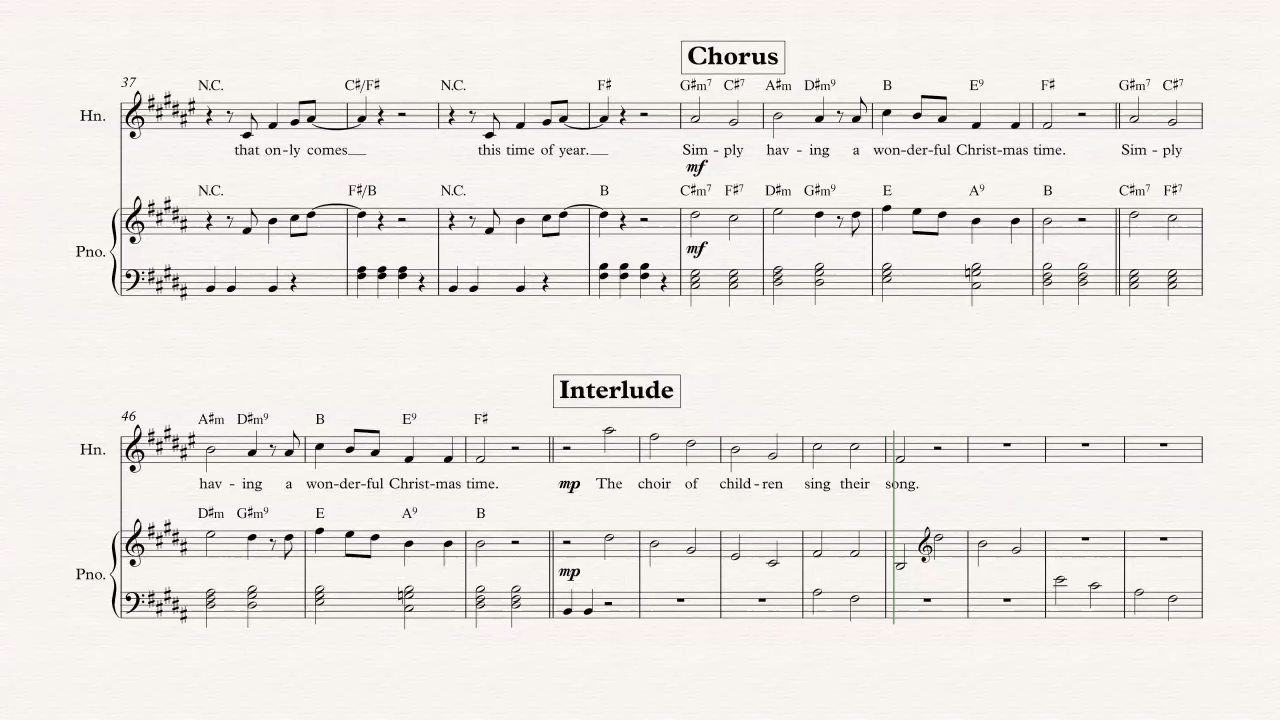 Chorus
37
N.C. C♯/F♯ N.C. F♯ G♯m7 C♯7 A♯m D♯m9 B E9 F♯ G♯m7 C♯7
Hn.
that on-ly comes__ this time of year.__ Sim - ply hav - ing a won-der-ful Christ-mas time. Sim - ply
mf
N.C. F♯/B N.C. B C♯m7 F♯7 D♯m G♯m9 E A9 B C♯m7 F♯7
mf
Pno.
Interlude
46
A♯m D♯m9 B E9 F♯
Hn.
hav - ing a won-der-ful Christ-mas time. mp The choir of child - ren sing their song.
D♯m G♯m9 E A9 B
mp
Pno.